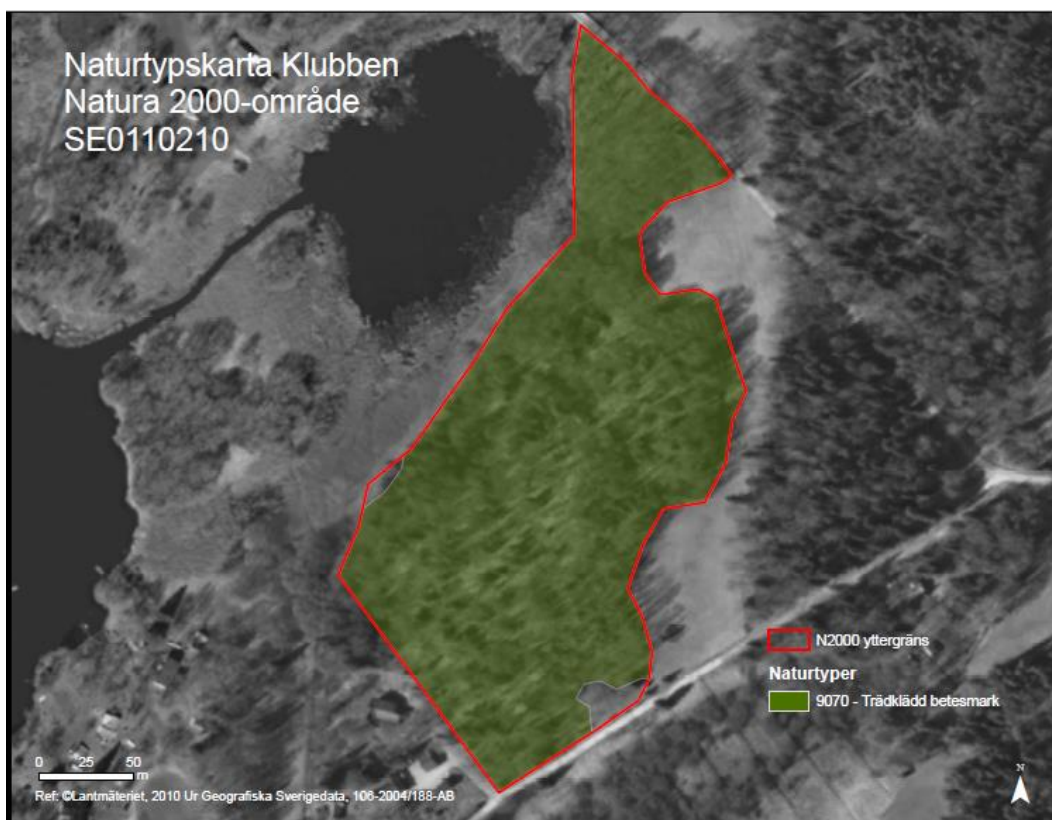 Naturtypskarta Klubben
Natura 2000-område
SE0110210
N2000 yttergräns
Naturtyper
9070 - Trädklädd betesmark
0 25 50
m
Ref: ©Lantmäteriet, 2010 Ur Geografiska Sverigedata, 106-2004/188-AB
N